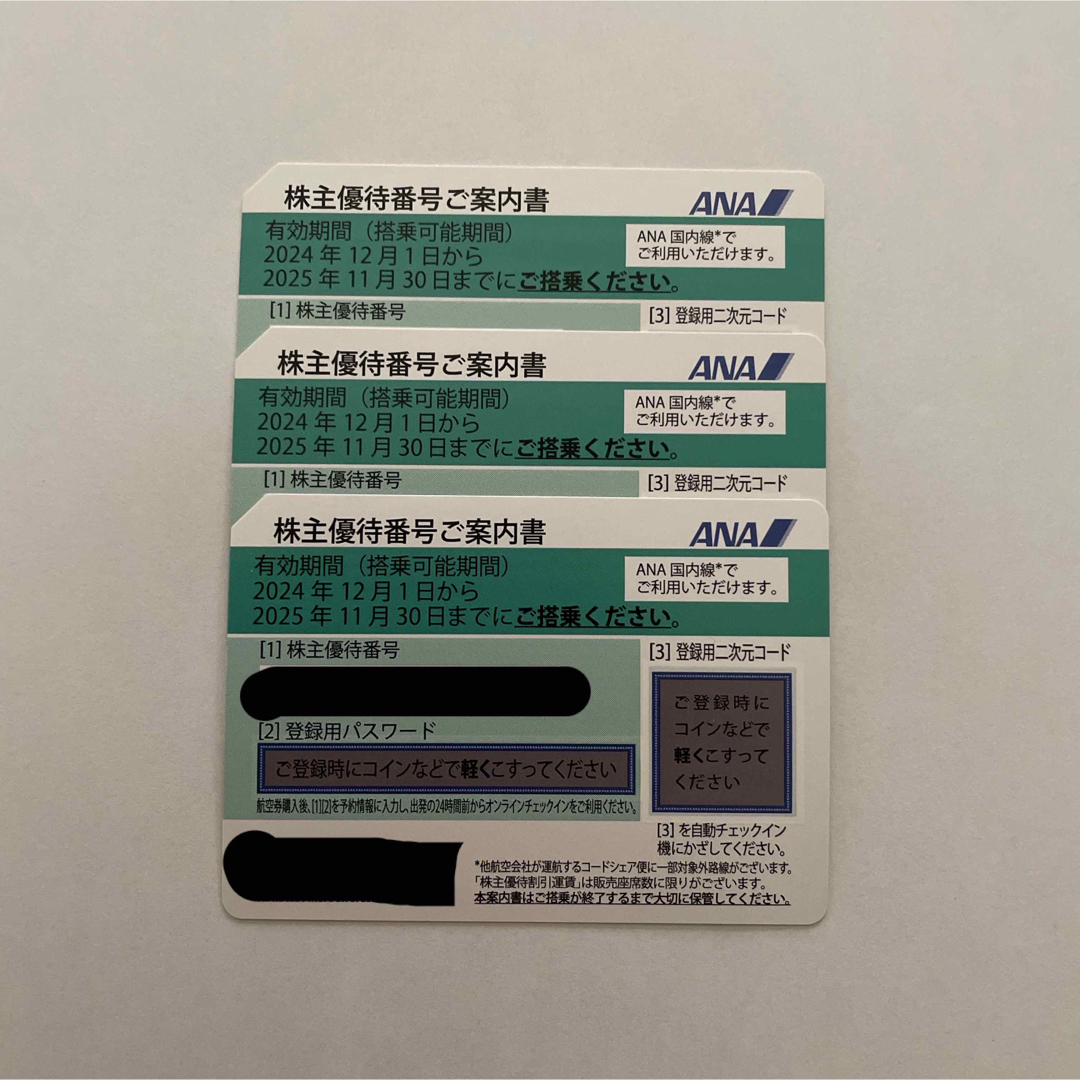 株主優待番号ご案内書
ANA
有効期間（搭乗可能期間）
2024年12月1日から
2025年11月30日までにご搭乗ください。
ANA国内線*で
ご利用いただけます。
[1] 株主優待番号
[3] 登録用二次元コード
株主優待番号ご案内書
ANA
有効期間（搭乗可能期間）
2024年12月1日から
2025年11月30日までにご搭乗ください。
ANA国内線*で
ご利用いただけます。
[1] 株主優待番号
[3] 登録用二次元コード
株主優待番号ご案内書
ANA
有効期間（搭乗可能期間）
2024年12月1日から
2025年11月30日までにご搭乗ください。
ANA国内線*で
ご利用いただけます。
[1] 株主優待番号
[2] 登録用パスワード
ご登録時にコインなどで軽くこすってください
航空券購入後、[1][2]を予約情報に入力し、出発の24時間前からオンラインチェックインをご利用ください。
[3] 登録用二次元コード
ご登録時に
コインなどで
軽くこすって
ください
[3] を自動チェックイン
機にかざしてください。
*他航空会社が運航するコードシェア便に一部対象外路線がございます。
「株主優待割引運賃」は販売座席数に限りがございます。
本案内書はご搭乗が終了するまで大切に保管してください。